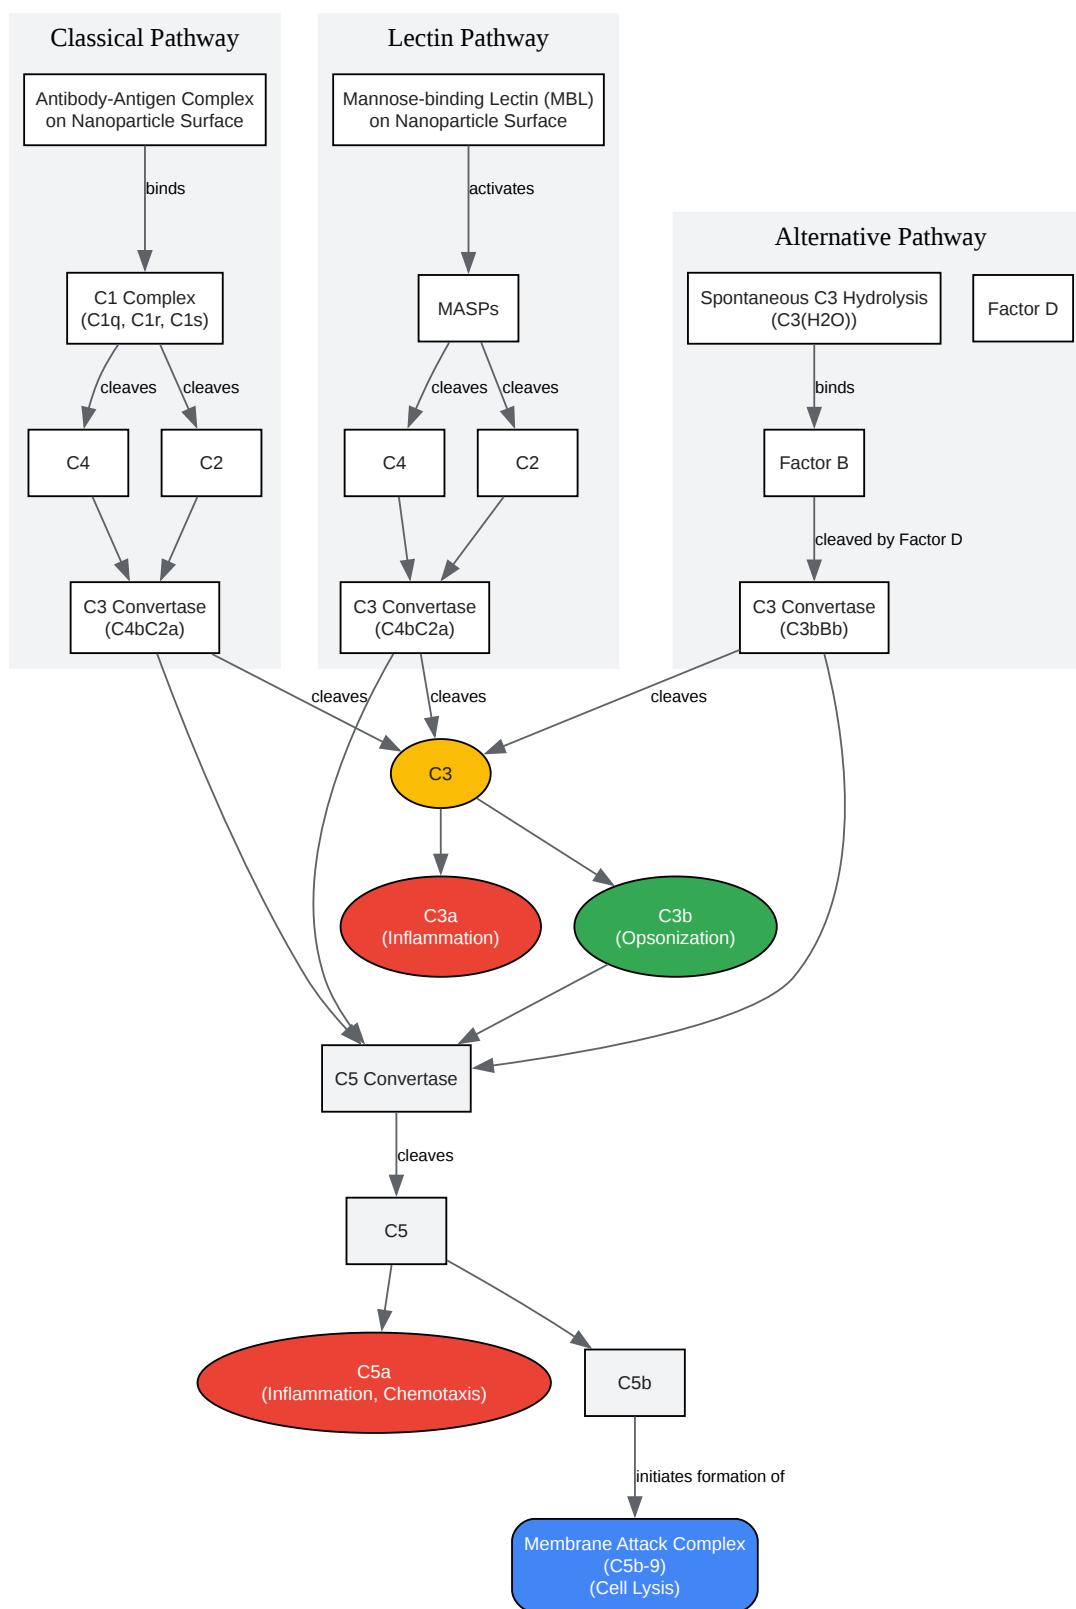 Classical Pathway
Lectin Pathway
Antibody-Antigen Complex
on Nanoparticle Surface
Mannose-binding Lectin (MBL)
on Nanoparticle Surface
binds
activates
Alternative Pathway
C1 Complex
(C1q, C1r, C1s)
MASPs
Spontaneous C3 Hydrolysis
(C3(H2O))
Factor D
cleaves
cleaves
cleaves
cleaves
binds
C4
C2
C4
C2
Factor B
cleaved by Factor D
C3 Convertase
(C4bC2a)
C3 Convertase
(C4bC2a)
C3 Convertase
(C3bBb)
cleaves
cleaves
cleaves
C3
C3a
(Inflammation)
C3b
(Opsonization)
C5 Convertase
cleaves
C5
C5a
(Inflammation, Chemotaxis)
C5b
initiates formation of
Membrane Attack Complex
(C5b-9)
(Cell Lysis)